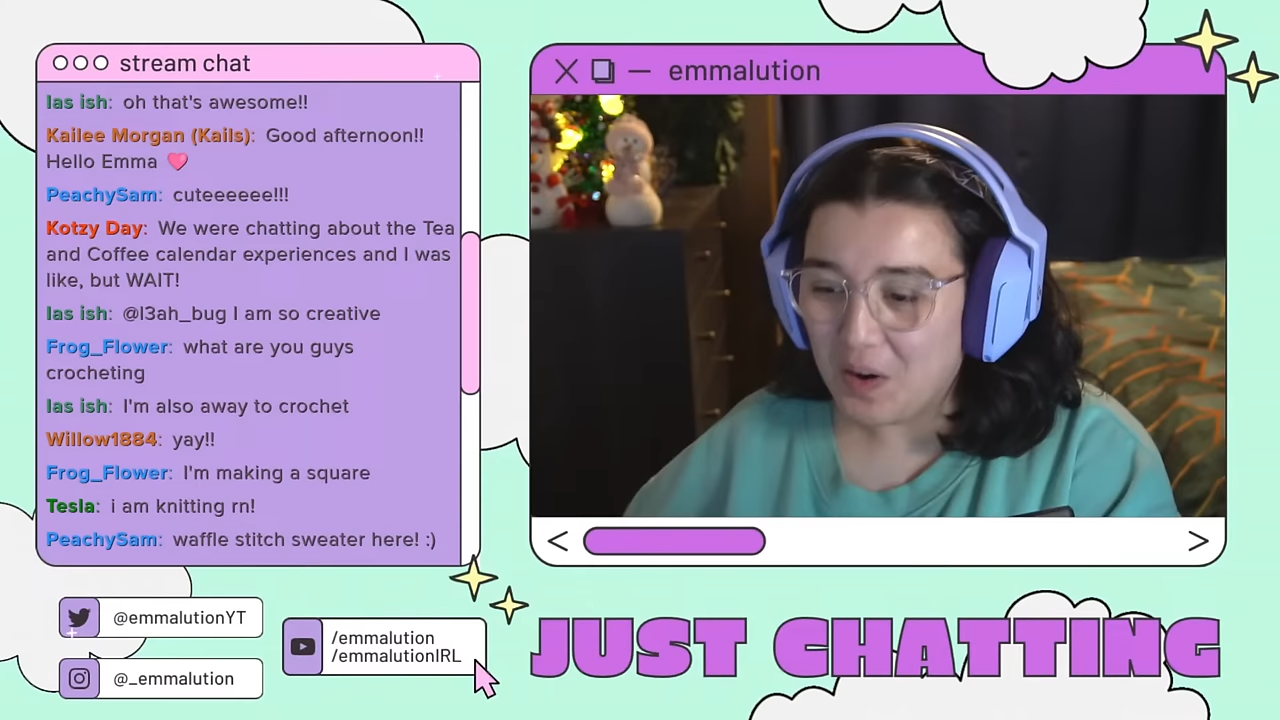 stream chat
Ias ish: oh that's awesome!!
Kailee Morgan (Kails): Good afternoon!!
Hello Emma
PeachySam: cuteeeeee!!!
Kotzy Day: We were chatting about the Tea
and Coffee calendar experiences and I was
like, but WAIT!
Ias ish: @l3ah_bug I am so creative
Frog_Flower: what are you guys
crocheting
Ias ish: I'm also away to crochet
Willow1884: yay!!
Frog_Flower: I'm making a square
Tesla: i am knitting rn!
PeachySam: waffle stitch sweater here! :)
emmalution
@emmalutionYT
@_emmalution
/emmalution
/emmalutionIRL
JUST CHATTING